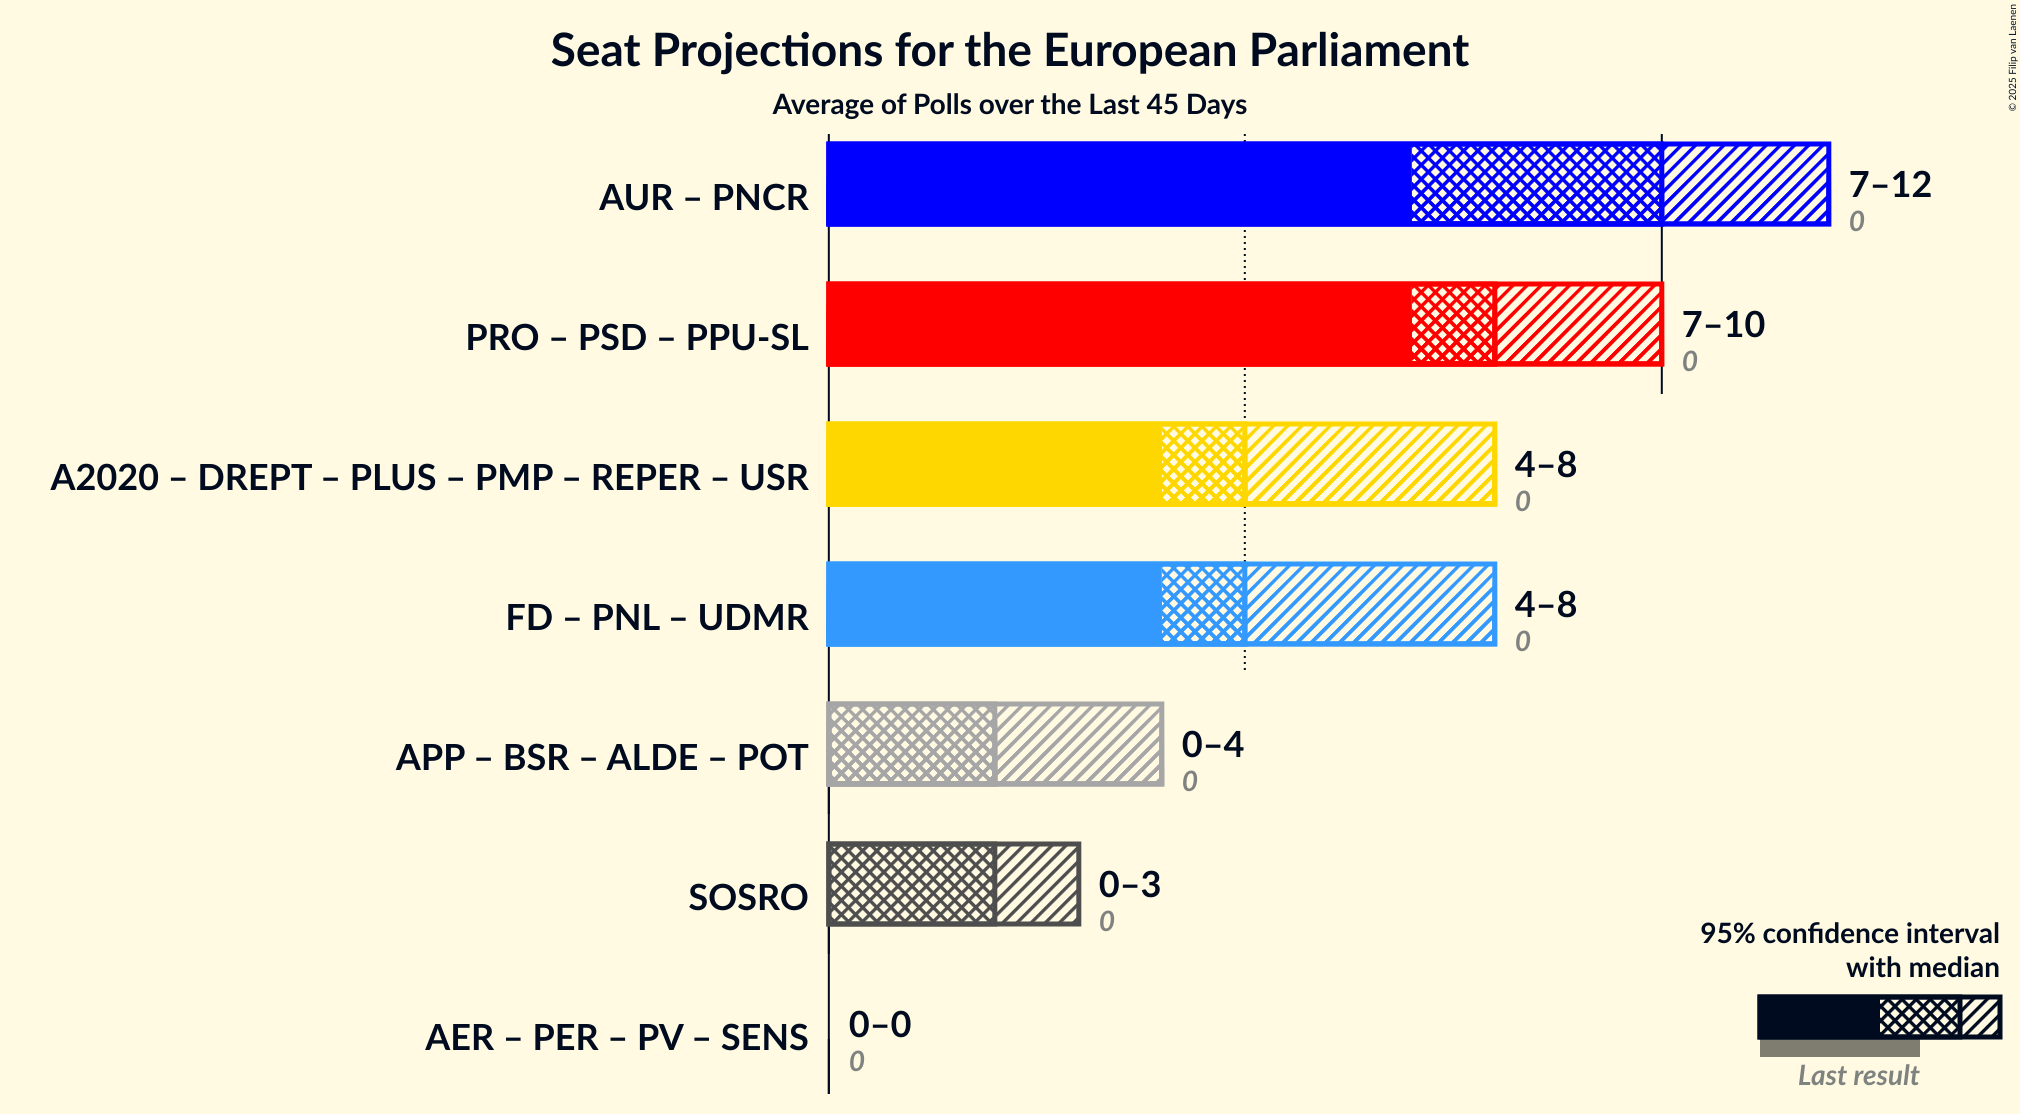 Seat Projections for the European Parliament
Average of Polls over the Last 45 Days
© 2025 Filip van Laenen
AUR – PNCR
7–12
0
PRO – PSD – PPU-SL
7–10
0
A2020 – DREPT – PLUS – PMP – REPER – USR
4–8
0
FD – PNL – UDMR
4–8
0
APP – BSR – ALDE – POT
0–4
0
SOSRO
0–3
0
AER – PER – PV – SENS
0–0
0
95% confidence interval
with median
Last result